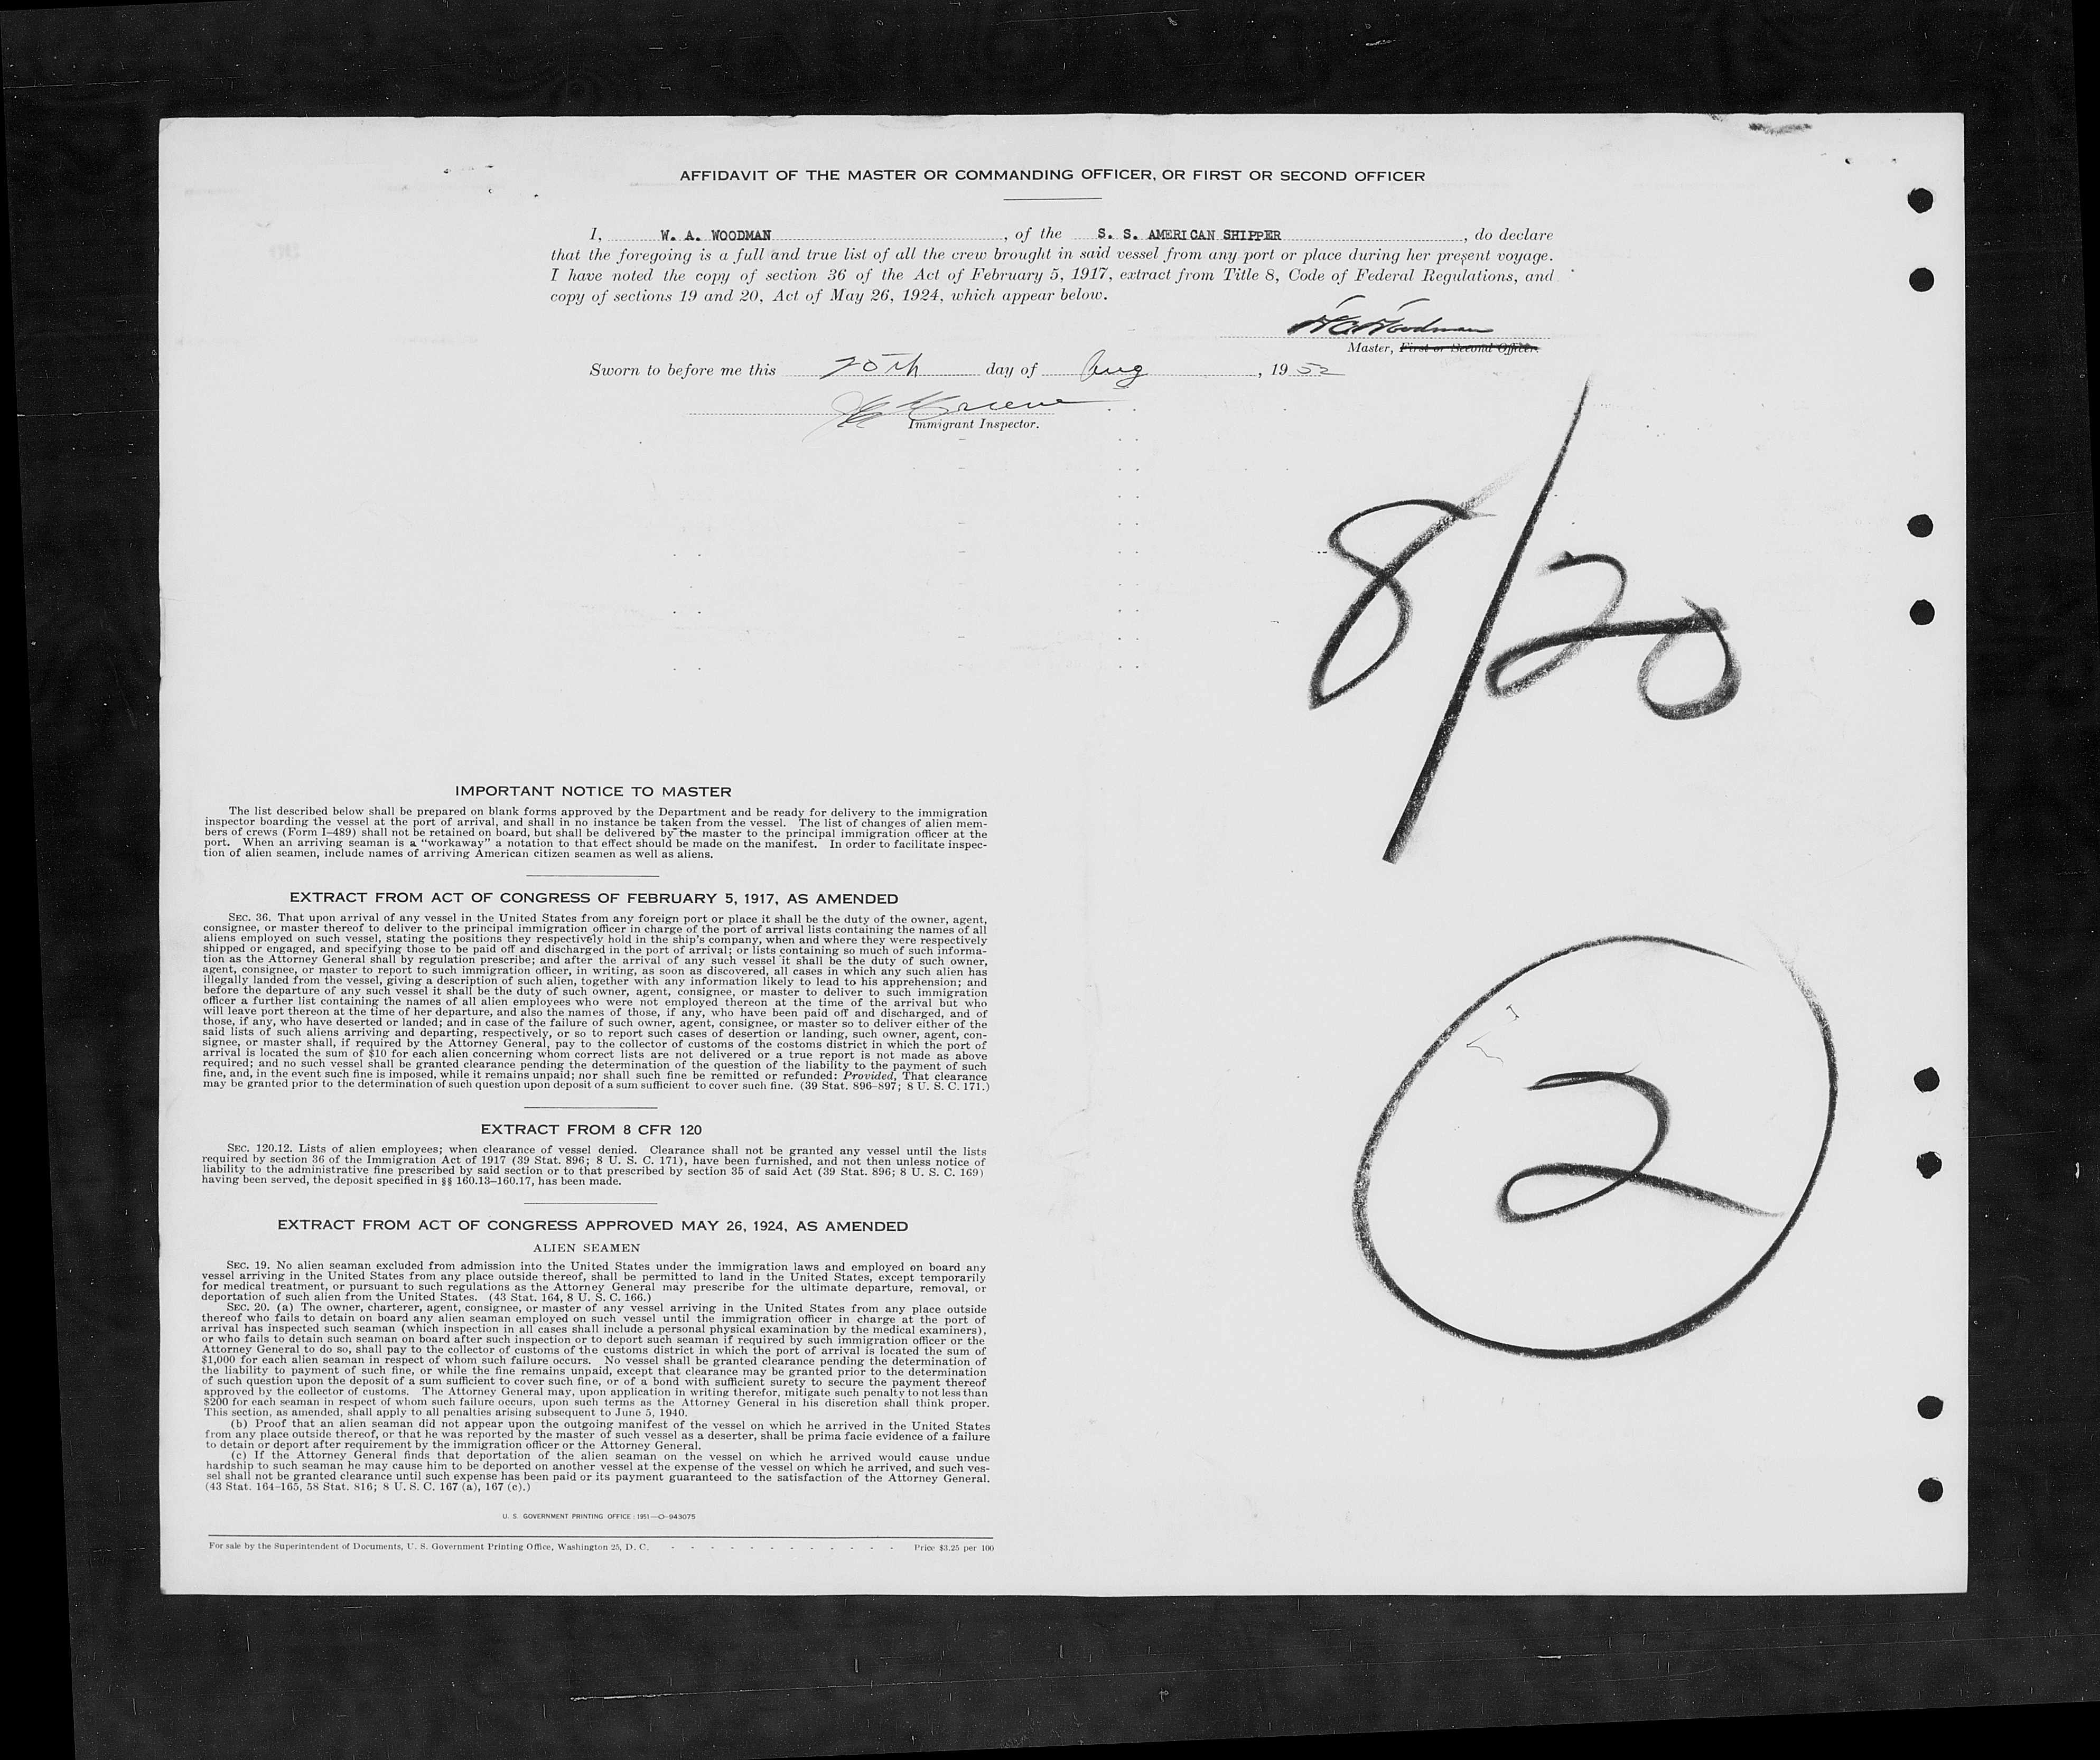 AFFIDAVIT OF THE MASTER OR COMMANDING OFFICER, OR FIRST OR SECOND OFFICER
I, W. A. WOODMAN, of the S. S. AMERICAN SHIPPER, do declare
that the foregoing is a full and true list of all the crew brought in said vessel from any port or place during her present voyage.
I have noted the copy of section 36 of the Act of February 5, 1917, extract from Title 8, Code of Federal Regulations, and
copy of sections 19 and 20, Act of May 26, 1924, which appear below.
W A Woodman
Master, First or Second Officer.
Sworn to before me this 20th day of Aug, 1952
Greene
Immigrant Inspector.
8/20
IMPORTANT NOTICE TO MASTER
The list described below shall be prepared on blank forms approved by the Department and be ready for delivery to the immigration
inspector boarding the vessel at the port of arrival, and shall in no instance be taken from the vessel. The list of changes of alien mem-
bers of crews (Form I-489) shall not be retained on board, but shall be delivered by the master to the principal immigration officer at the
port. When an arriving seaman is a "workaway" a notation to that effect should be made on the manifest. In order to facilitate inspec-
tion of alien seamen, include names of arriving American citizen seamen as well as aliens.
EXTRACT FROM ACT OF CONGRESS OF FEBRUARY 5, 1917, AS AMENDED
SEC. 36. That upon arrival of any vessel in the United States from any foreign port or place it shall be the duty of the owner, agent,
consignee, or master thereof to deliver to the principal immigration officer in charge of the port of arrival lists containing the names of all
aliens employed on such vessel, stating the positions they respectively hold in the ship's company, when and where they were respectively
shipped or engaged, and specifying those to be paid off and discharged in the port of arrival; or lists containing so much of such informa-
tion as the Attorney General shall by regulation prescribe; and after the arrival of any such vessel it shall be the duty of such owner,
agent, consignee, or master to report to such immigration officer, in writing, as soon as discovered, all cases in which any such alien has
illegally landed from the vessel, giving a description of such alien, together with any information likely to lead to his apprehension; and
before the departure of any such vessel it shall be the duty of such owner, agent, consignee, or master to deliver to such immigration
officer a further list containing the names of all alien employees who were not employed thereon at the time of the arrival but who
will leave port thereon at the time of her departure, and also the names of those, if any, who have been paid off and discharged, and of
those, if any, who have deserted or landed; and in case of the failure of such owner, agent, consignee, or master so to deliver either of the
said lists of such aliens arriving and departing, respectively, or so to report such cases of desertion or landing, such owner, agent, con-
signee, or master shall, if required by the Attorney General, pay to the collector of customs of the costoms district in which the port of
arrival is located the sum of $10 for each alien concerning whom correct lists are not delivered or a true report is not made as above
required; and no such vessel shall be granted clearance pending the determination of the question of the liability to the payment of such
fine, and, in the event such fine is imposed, while it remains unpaid; nor shall such fine be remitted or refunded: Provided, That clearance
may be granted prior to the determination of such question upon deposit of a sum sufficient to cover such fine. (39 Stat. 896-897; 8 U. S. C. 171.)
EXTRACT FROM 8 CFR 120
SEC. 120.12. Lists of alien employees; when clearance of vessel denied. Clearance shall not be granted any vessel until the lists
required by section 36 of the Immigration Act of 1917 (39 Stat. 896; 8 U. S. C. 171), have been furnished, and not then unless notice of
liability to the administrative fine prescribed by said section or to that prescribed by section 35 of said Act (39 Stat. 896; 8 U. S. C. 169)
having been served, the deposit specified in §§ 160.13-160.17, has been made.
EXTRACT FROM ACT OF CONGRESS APPROVED MAY 26, 1924, AS AMENDED
ALIEN SEAMEN
SEC. 19. No alien seaman excluded from admission into the United States under the immigration laws and employed on board any
vessel arriving in the United States from any place outside thereof, shall be permitted to land in the United States, except temporarily
for medical treatment, or pursuant to such regulations as the Attorney General may prescribe for the ultimate departure, removal, or
deportation of such alien from the United States. (43 Stat. 164, 8 U. S. C. 166.)
SEC. 20. (a) The owner, charterer, agent, consignee, or master of any vessel arriving in the United States from any place outside
thereof who fails to detain on board any alien seaman employed on such vessel until the immigration officer in charge at the port of
arrival has inspected such seaman (which inspection in all cases shall include a personal physical examination by the medical examiners),
or who fails to detain such seaman on board after such inspection or to deport such seaman if required by such immigration officer or the
Attorney General to do so, shall pay to the collector of customs of the customs district in which the port of arrival is located the sum of
$1,000 for each alien seaman in respect of whom such failure occurs. No vessel shall be granted clearance pending the determination of
the liability to payment of such fine, or while the fine remains unpaid, except that clearance may be granted prior to the determination
of such question upon the deposit of a sum sufficient to cover such fine, or of a bond with sufficient surety to secure the payment thereof
approved by the collector of customs. The Attorney General may, upon application in writing therefor, mitigate such penalty to not less than
$200 for each seaman in respect of whom such failure occurs, upon such terms as the Attorney General in his discretion shall think proper.
This section, as amended, shall apply to all penalties arising subsequent to June 5, 1940.
(b) Proof that an alien seaman did not appear upon the outgoing manifest of the vessel on which he arrived in the United States
from any place outside thereof, or that he was reported by the master of such vessel as a deserter, shall be prima facie evidence of a failure
to detain or deport after requirement by the immigration officer or the Attorney General.
(c) If the Attorney General finds that deportation of the alien seaman on the vessel on which he arrived would cause undue
hardship to such seaman he may cause him to be deported on another vessel at the expense of the vessel on which he arrived, and such ves-
sel shall not be granted clearance until such expense has been paid or its payment guaranteed to the satisfaction of the Attorney General.
(43 Stat. 164-165, 58 Stat. 816; 8 U. S. C. 167 (a), 167 (c).)
U. S. GOVERNMENT PRINTING OFFICE : 1951—O-943075
For sale by the Superintendent of Documents, U. S. Government Printing Office, Washington 25, D. C. - - - - - - - - - - - Price $3.25 per 100
2